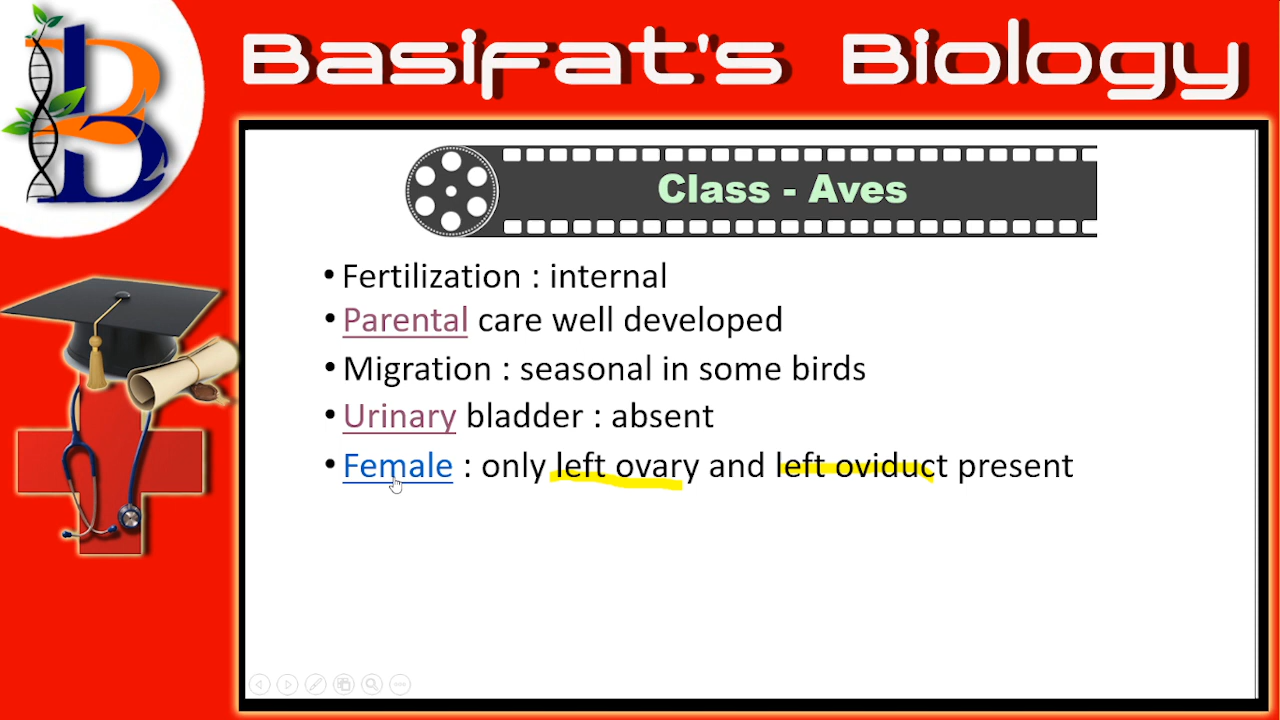 Basifat's Biology
Class - Aves
• Fertilization : internal
• Parental care well developed
• Migration : seasonal in some birds
• Urinary bladder : absent
• Female : only left ovary and left oviduct present